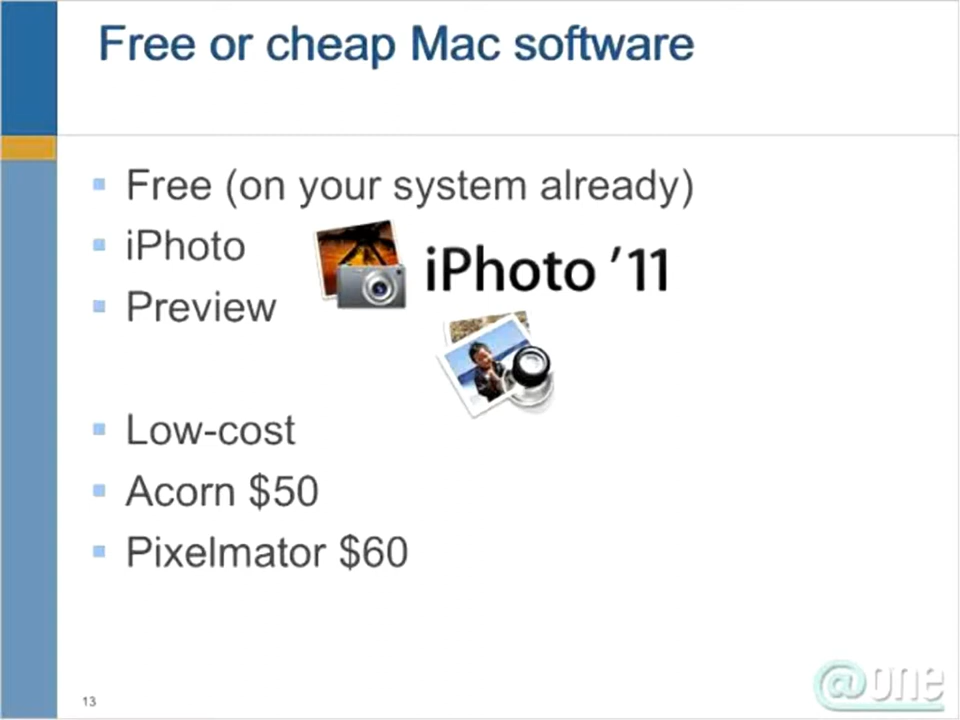 Free or cheap Mac software
Free (on your system already)
iPhoto
iPhoto ’11
Preview
Low-cost
Acorn $50
Pixelmator $60
13
@one